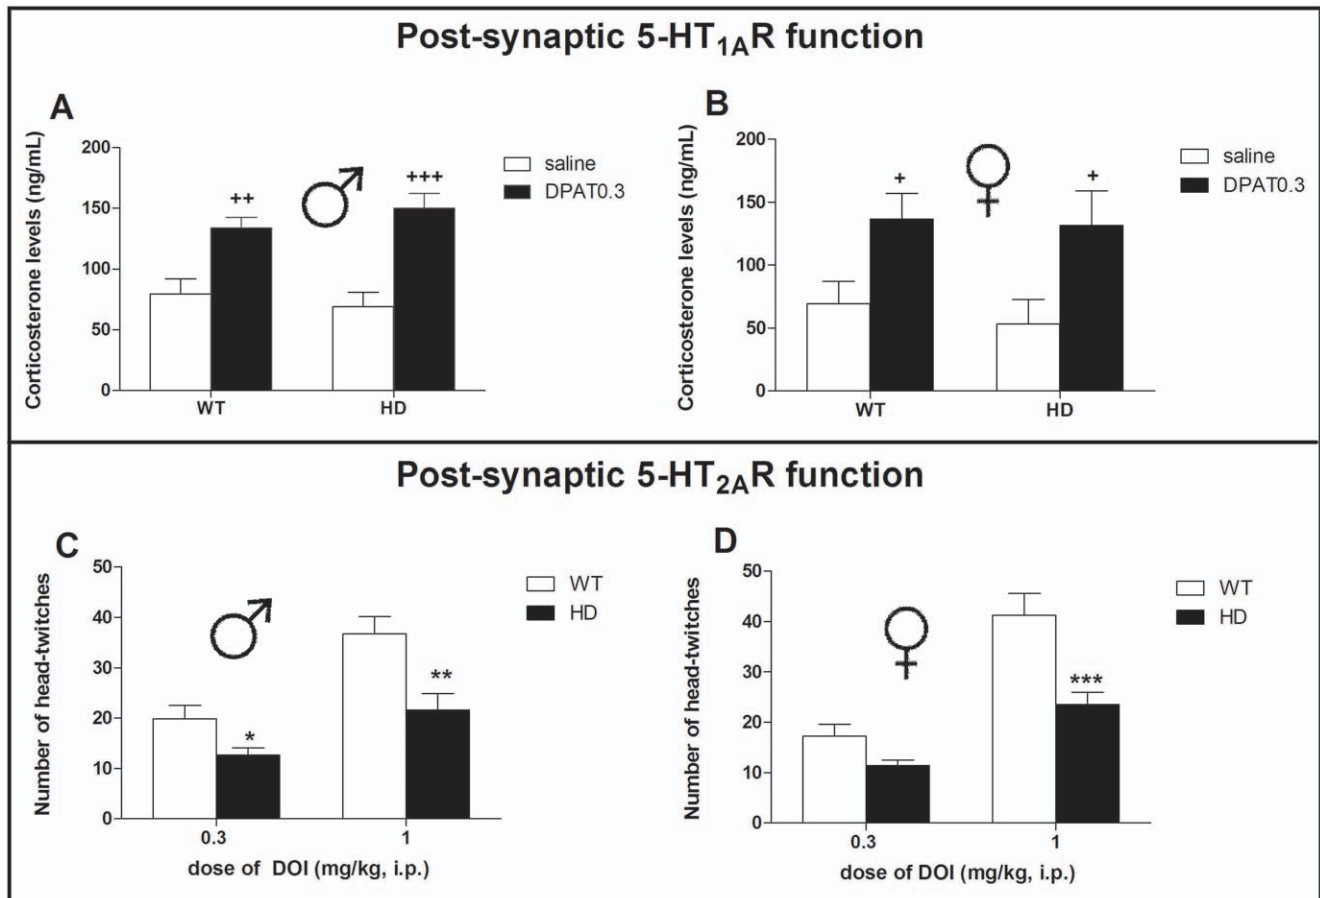 Post-synaptic 5-HT1AR function
A
Corticosterone levels (ng/mL)
200
150
100
50
0
++
+++
saline
DPAT0.3
WT
HD
B
Corticosterone levels (ng/mL)
200
150
100
50
0
+
+
saline
DPAT0.3
WT
HD
Post-synaptic 5-HT2AR function
C
Number of head-twitches
50
40
30
20
10
0
*
**
WT
HD
0.3
1
dose of DOI (mg/kg, i.p.)
D
Number of head-twitches
50
40
30
20
10
0
***
WT
HD
0.3
1
dose of DOI (mg/kg, i.p.)